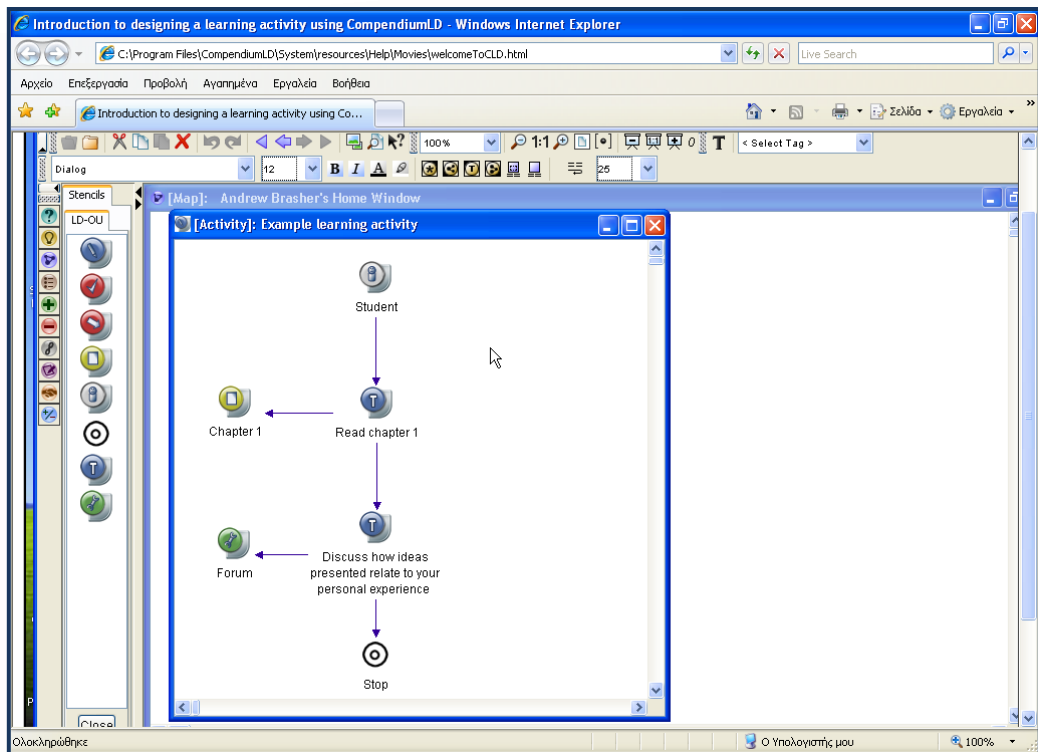 Introduction to designing a learning activity using CompendiumLD - Windows Internet Explorer
C:\Program Files\CompendiumLD\System\resources\Help\Movies\welcomeToCLD.html
Live Search
Αρχείο Επεξεργασία Προβολή Αγαπημένα Εργαλεία Βοήθεια
Introduction to designing a learning activity using Co...
Σελίδα
Εργαλεία
100%
1:1
0
T
< Select Tag >
Dialog
12
B I A
25
Stencils
LD-OU
[Map]: Andrew Brasher's Home Window
[Activity]: Example learning activity
Student
Chapter 1
Read chapter 1
Forum
Discuss how ideas
presented relate to your
personal experience
Stop
Close
Ολοκληρώθηκε
Ο Υπολογιστής μου
100%